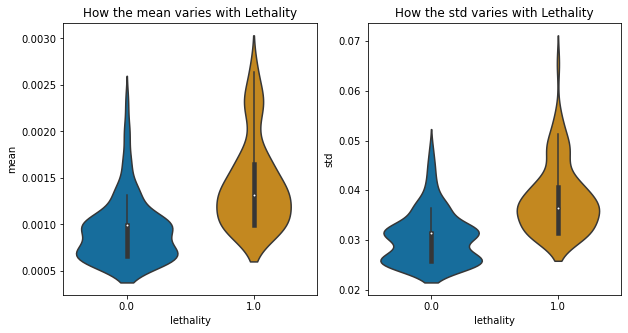 How the mean varies with Lethality
mean
0.0030
0.0025
0.0020
0.0015
0.0010
0.0005
0.0
1.0
lethality
How the std varies with Lethality
std
0.07
0.06
0.05
0.04
0.03
0.02
0.0
1.0
lethality